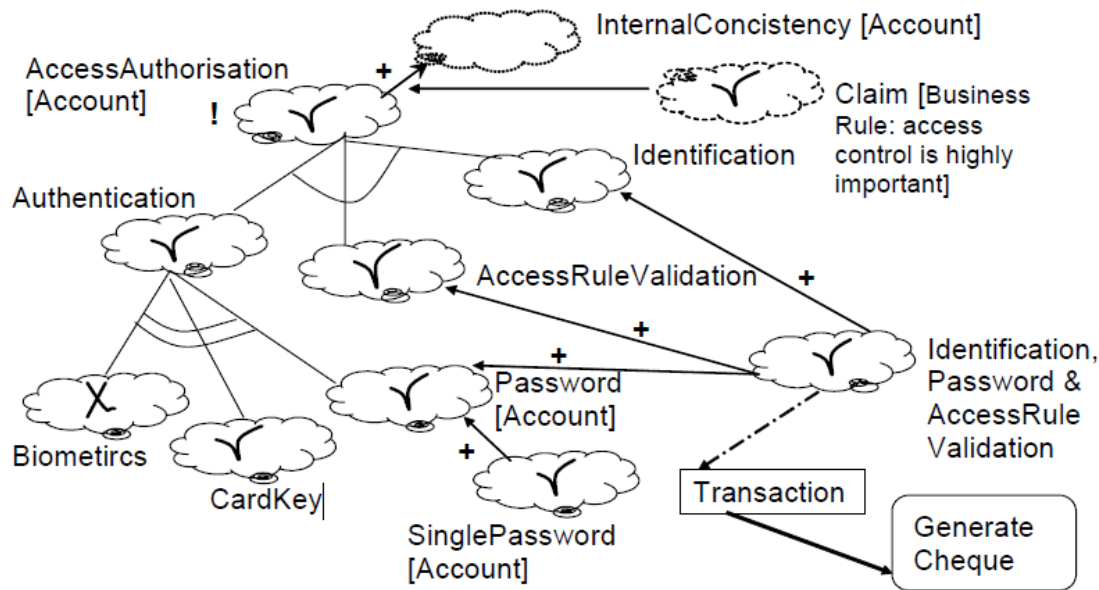 InternalConcistency [Account]
AccessAuthorisation
[Account]
+
!
Claim [Business
Rule: access
control is highly
important]
Identification
Authentication
AccessRuleValidation
+
+
+
Identification,
Password &
AccessRule
Validation
Password
[Account]
Biometircs
CardKey
+
SinglePassword
[Account]
Transaction
Generate
Cheque